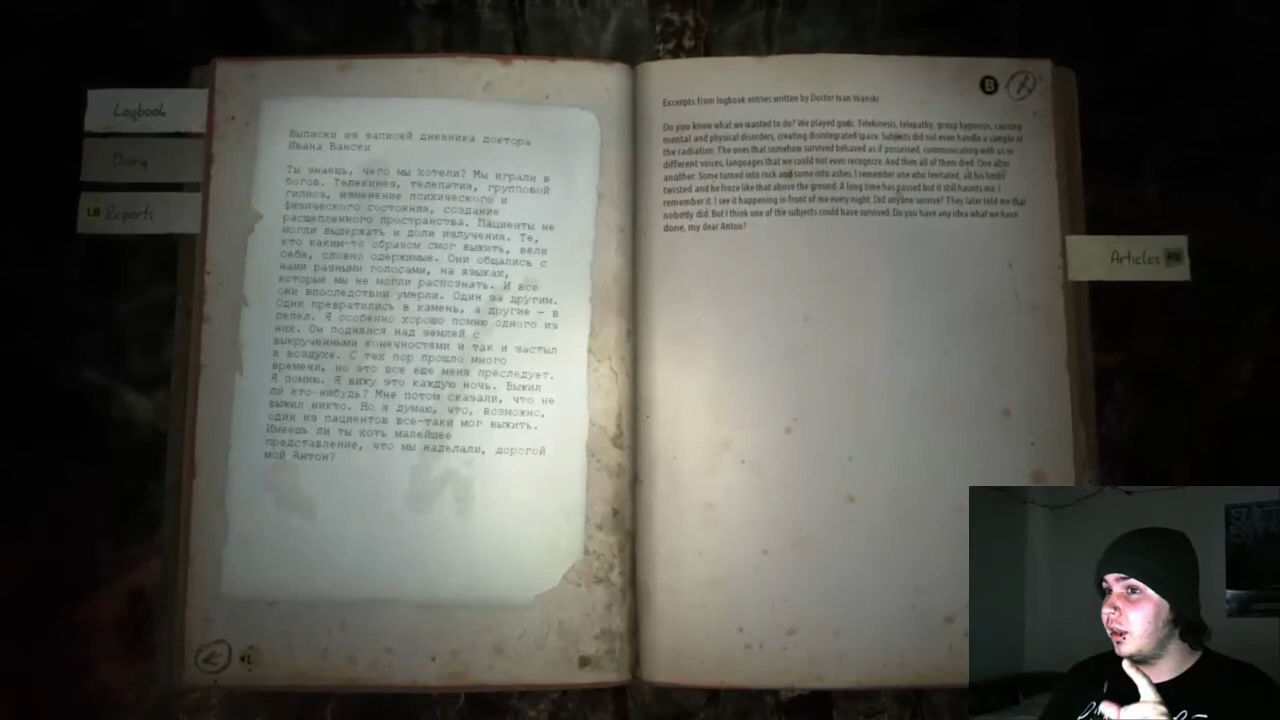 Logbook
Diary
LB Reports
Выписки из записей дневника доктора
Ивана Вански
Ты знаешь, чего мы хотели? Мы играли в
богов. Телекинез, телепатия, групповой
гипноз, изменение психического и
физического состояния, создание
расщепленного пространства. Пациенты не
могли выдержать и доли излучения. Те,
кто каким-то образом смог выжить, вели
себя, словно одержимые. Они общались с
нами разными голосами, на языках,
которые мы не могли распознать. И все
они впоследствии умерли. Один за другим.
Одни превратились в камень, а другие – в
пепел. Я особенно хорошо помню одного из
них. Он поднялся над землей с
выкрученными конечностями и так и застыл
в воздухе. С тех пор прошло много
времени, но это все еще меня преследует.
Я помню. Я вижу это каждую ночь. Выжил
ли кто-нибудь? Мне потом сказали, что не
выжил никто. Но я думаю, что, возможно,
один из пациентов все-таки мог выжить.
Имеешь ли ты хоть малейшее
представление, что мы наделали, дорогой
мой Антон?
L
B
Excerpts from logbook entries written by Doctor Ivan Wanski
Do you know what we wanted to do? We played gods. Telekinesis, telepathy, group hypnosis, causing
mental and physical disorders, creating disintegrated space. Subjects did not even handle a sample of
the radiation. The ones that somehow survived behaved as if possessed, communicating with us in
different voices, languages that we could not even recognize. And then all of them died. One after
another. Some turned into rock and some into ashes. I remember one who levitated, all his limbs
twisted and he froze like that above the ground. A long time has passed but it still haunts me. I
remember it. I see it happening in front of me every night. Did anyone survive? They later told me that
nobody did. But I think one of the subjects could have survived. Do you have any idea what we have
done, my dear Anton?
Articles RB